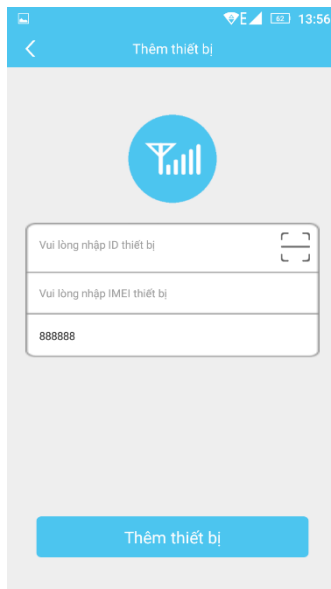 E 62 13:56
Thêm thiết bị
Vui lòng nhập ID thiết bị
Vui lòng nhập IMEI thiết bị
888888
Thêm thiết bị